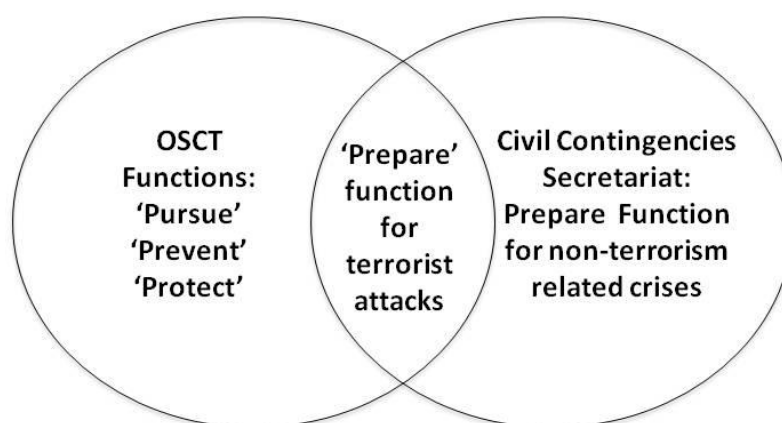 OSCT
Functions:
‘Pursue’
‘Prevent’
‘Protect’
‘Prepare’
function
for
terrorist
attacks
Civil Contingencies
Secretariat:
Prepare Function
for non-terrorism
related crises